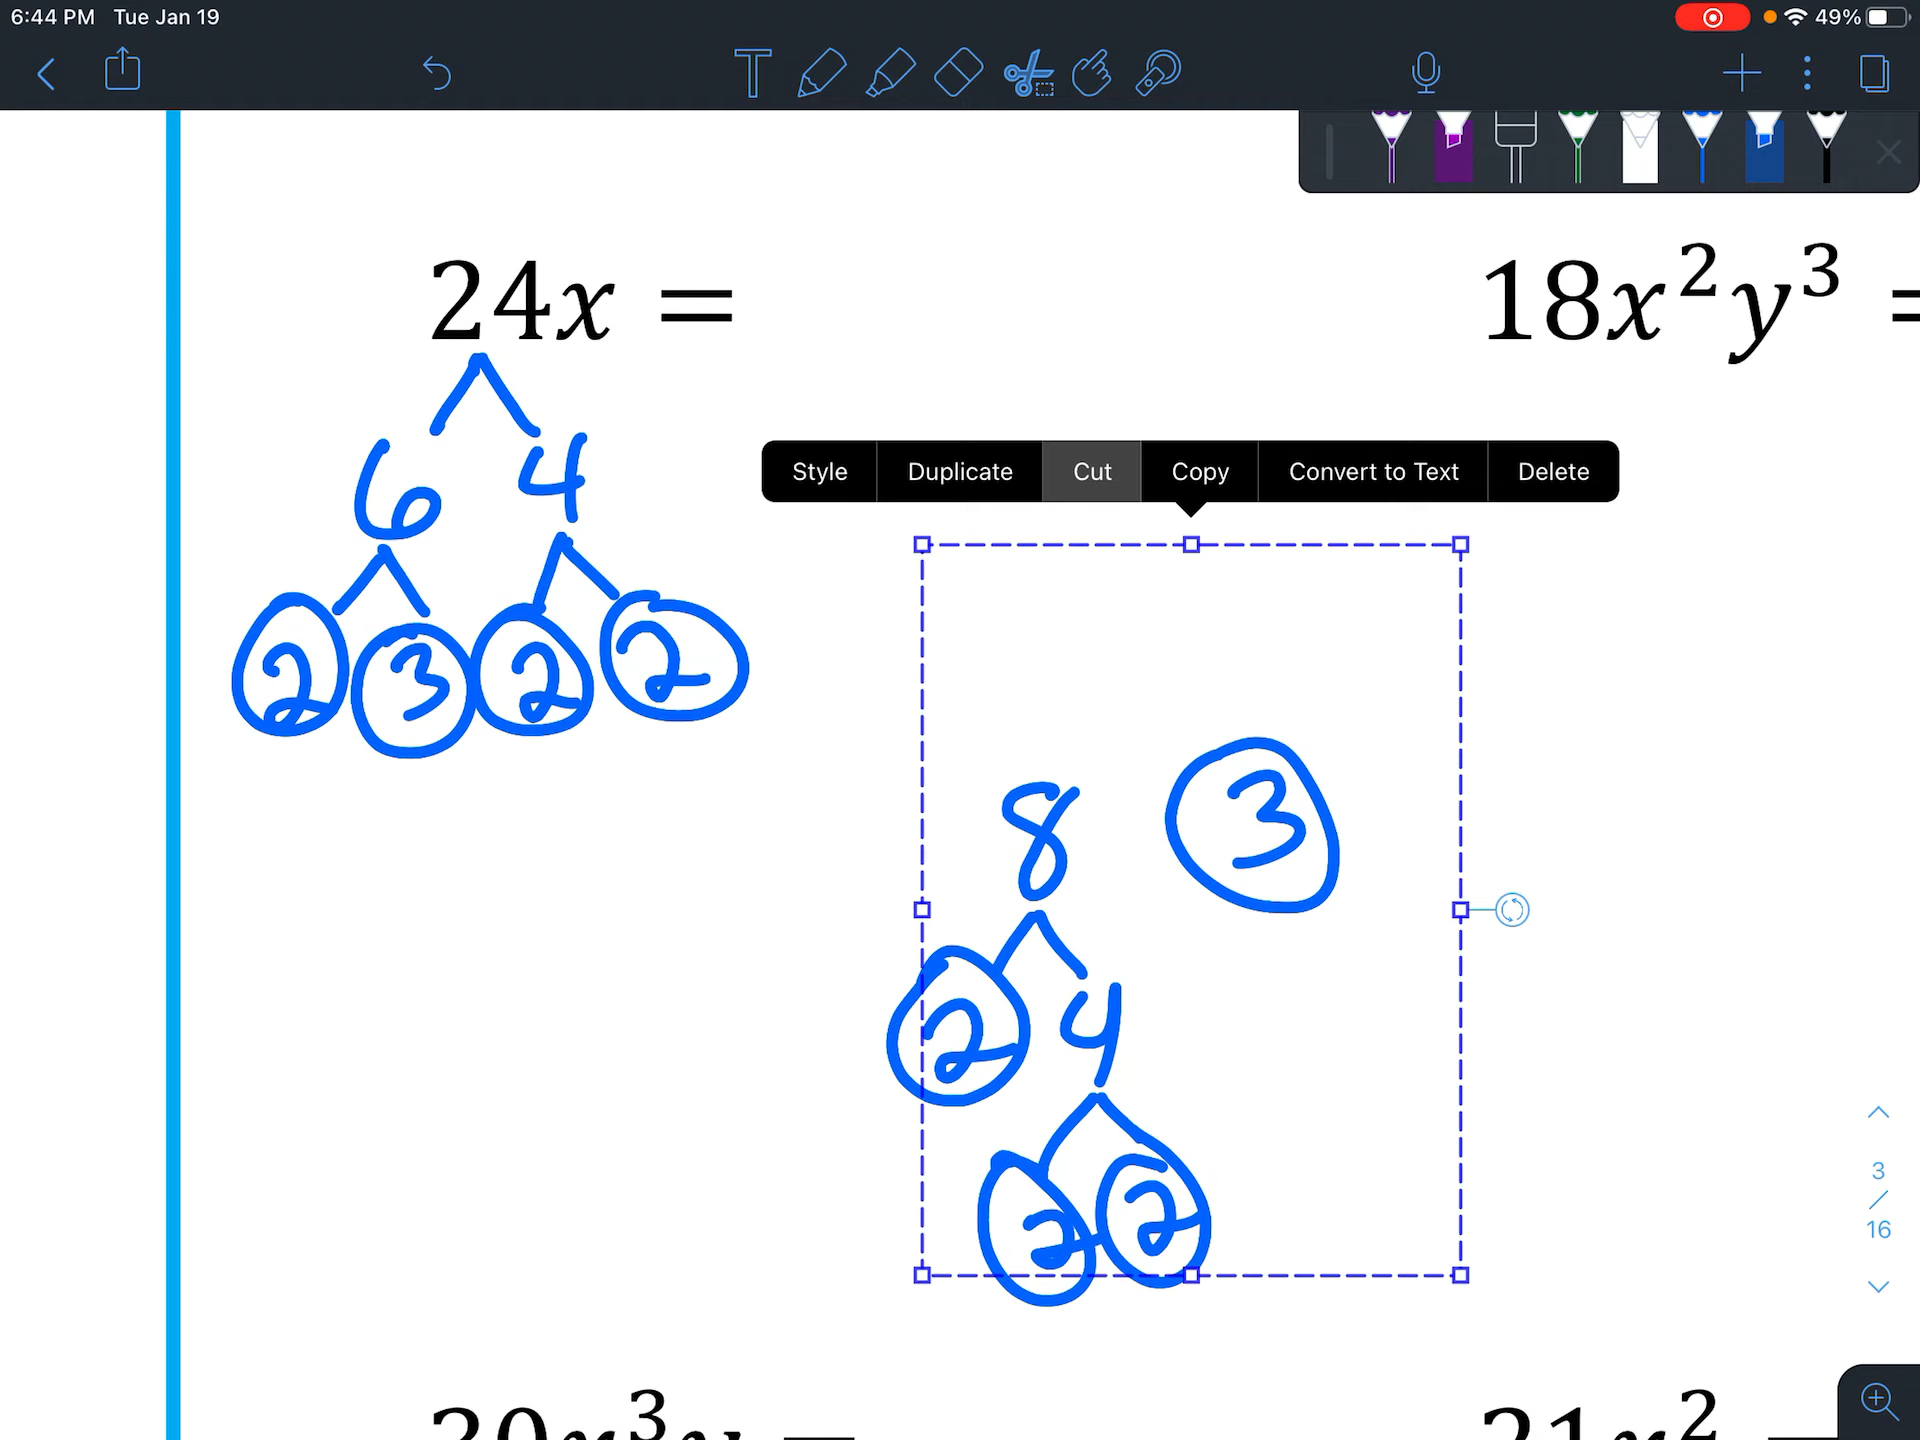 6:44 PM Tue Jan 19 49%
24x = 18x²y³ =
6 4
Style Duplicate Cut Copy Convert to Text Delete
2 3 2 2
8 3
2 4
2 2
3
/
16
21x²